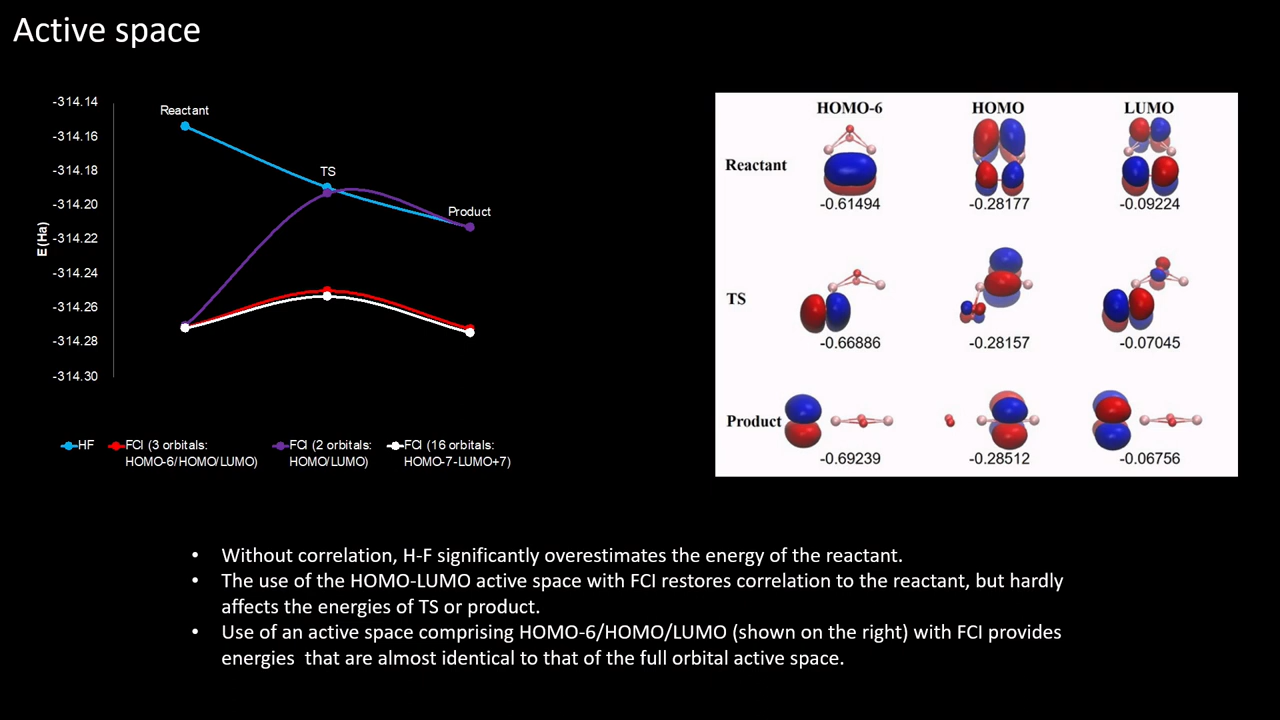 Active space
-314.14
-314.16
-314.18
-314.20
-314.22
-314.24
-314.26
-314.28
-314.30
E(Ha)
Reactant
TS
Product
HF
FCI (3 orbitals:
HOMO-6/HOMO/LUMO)
FCI (2 orbitals:
HOMO/LUMO)
FCI (16 orbitals:
HOMO-7-LUMO+7)
HOMO-6 HOMO LUMO
Reactant
-0.61494 -0.28177 -0.09224
TS
-0.66886 -0.28157 -0.07045
Product
-0.69239 -0.28512 -0.06756
• Without correlation, H-F significantly overestimates the energy of the reactant.
• The use of the HOMO-LUMO active space with FCI restores correlation to the reactant, but hardly
affects the energies of TS or product.
• Use of an active space comprising HOMO-6/HOMO/LUMO (shown on the right) with FCI provides
energies that are almost identical to that of the full orbital active space.